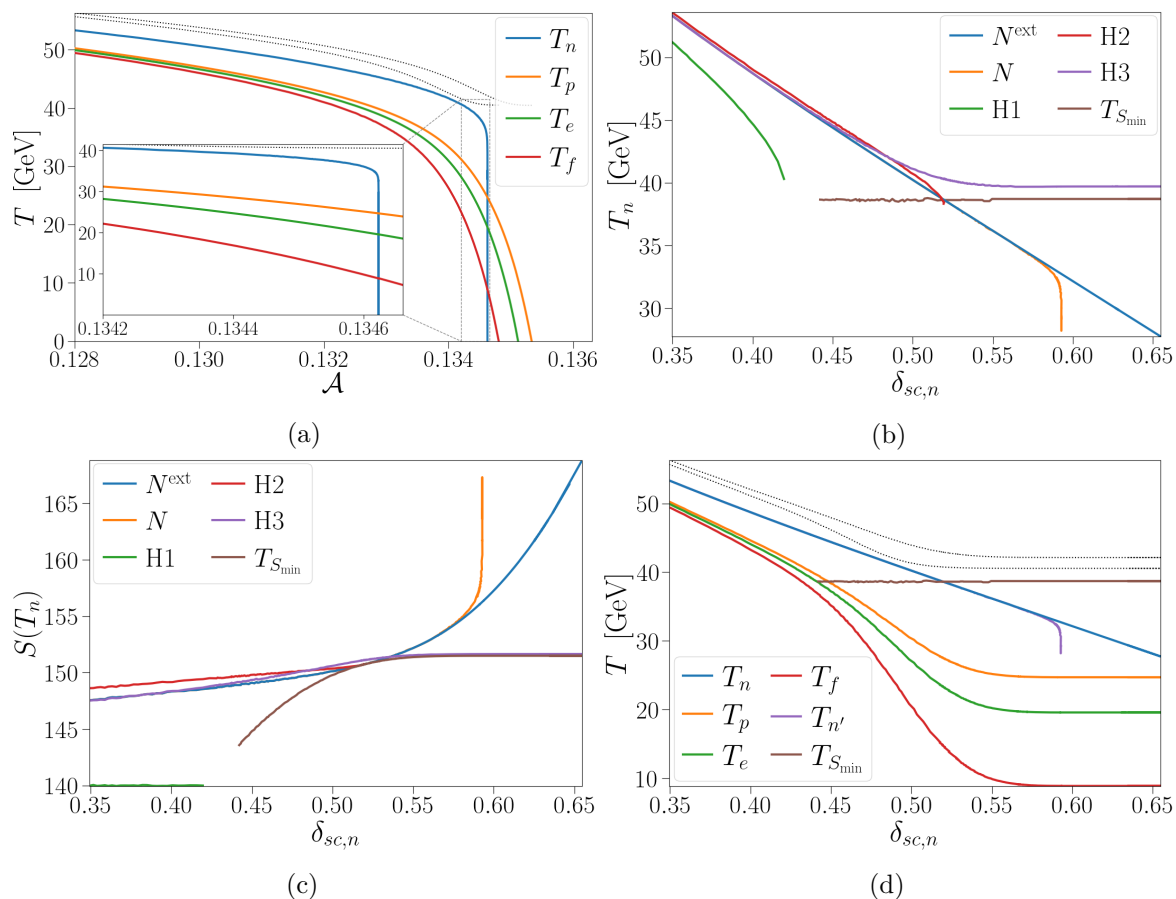 50
40
30
20
10
0
T [GeV]
T_n
T_p
T_e
T_f
40
30
20
10
0.1342
0.1344
0.1346
0.128
0.130
0.132
0.134
0.136
𝒜
(a)
50
45
40
35
30
T_n [GeV]
N^ext
N
H1
H2
H3
T_{S_min}
0.35
0.40
0.45
0.50
0.55
0.60
0.65
δ_{sc,n}
(b)
165
160
155
150
145
140
S(T_n)
N^ext
N
H1
H2
H3
T_{S_min}
0.35
0.40
0.45
0.50
0.55
0.60
0.65
δ_{sc,n}
(c)
50
40
30
20
10
T [GeV]
T_n
T_p
T_e
T_f
T_{n'}
T_{S_min}
0.35
0.40
0.45
0.50
0.55
0.60
0.65
δ_{sc,n}
(d)